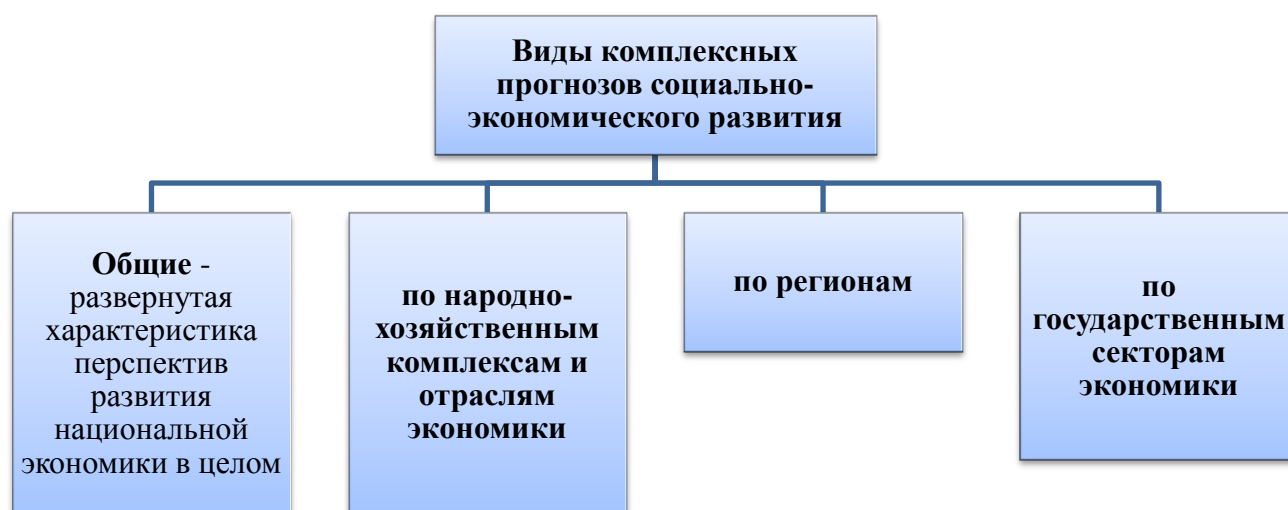 Виды комплексных
прогнозов социально-
экономического развития
Общие -
развернутая
характеристика
перспектив
развития
национальной
экономики в целом
по народно-
хозяйственным
комплексам и
отраслям
экономики
по регионам
по
государственным
секторам
экономики